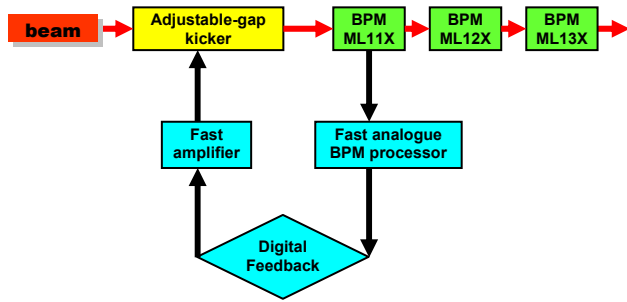 beam
Adjustable-gap
kicker
BPM
ML11X
BPM
ML12X
BPM
ML13X
Fast
amplifier
Fast analogue
BPM processor
Digital
Feedback